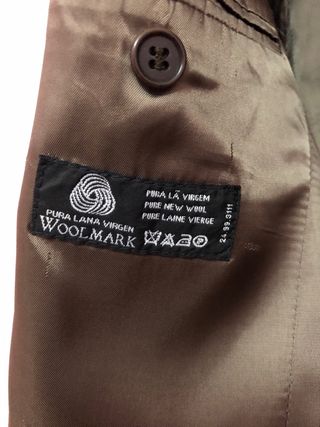 PURA LANA VIRGEN
WOOLMARK
PURA LÃ VIRGEM
PURE NEW WOOL
PURE LAINE VIERGE
24 99 3111